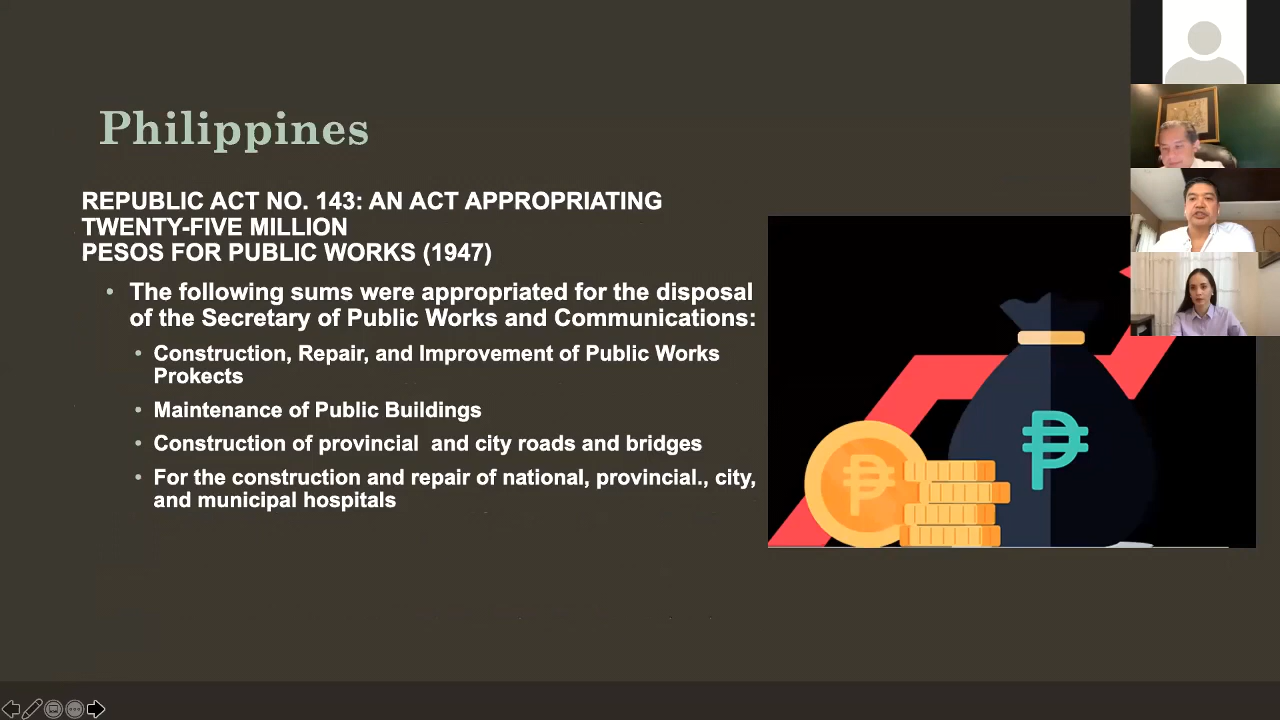 Philippines
REPUBLIC ACT NO. 143: AN ACT APPROPRIATING
TWENTY-FIVE MILLION
PESOS FOR PUBLIC WORKS (1947)
• The following sums were appropriated for the disposal
of the Secretary of Public Works and Communications:
• Construction, Repair, and Improvement of Public Works
Prokects
• Maintenance of Public Buildings
• Construction of provincial  and city roads and bridges
• For the construction and repair of national, provincial., city,
and municipal hospitals